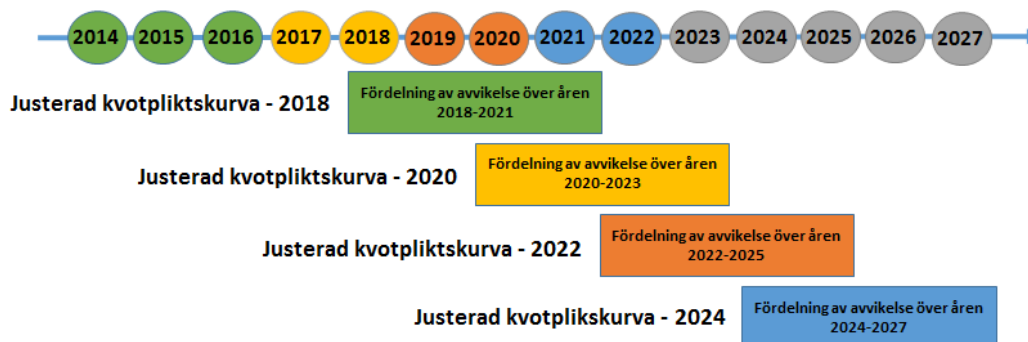 2014 2015 2016 2017 2018 2019 2020 2021 2022 2023 2024 2025 2026 2027
Justerad kvotpliktskurva - 2018
Fördelning av avvikelse över åren
2018-2021
Justerad kvotpliktskurva - 2020
Fördelning av avvikelse över åren
2020-2023
Justerad kvotpliktskurva - 2022
Fördelning av avvikelse över åren
2022-2025
Justerad kvotplikskurva - 2024
Fördelning av avvikelse över åren
2024-2027